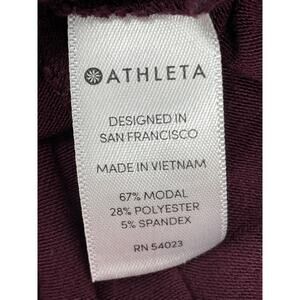 ATHLETA
DESIGNED IN
SAN FRANCISCO
MADE IN VIETNAM
67% MODAL
28% POLYESTER
5% SPANDEX
RN 54023